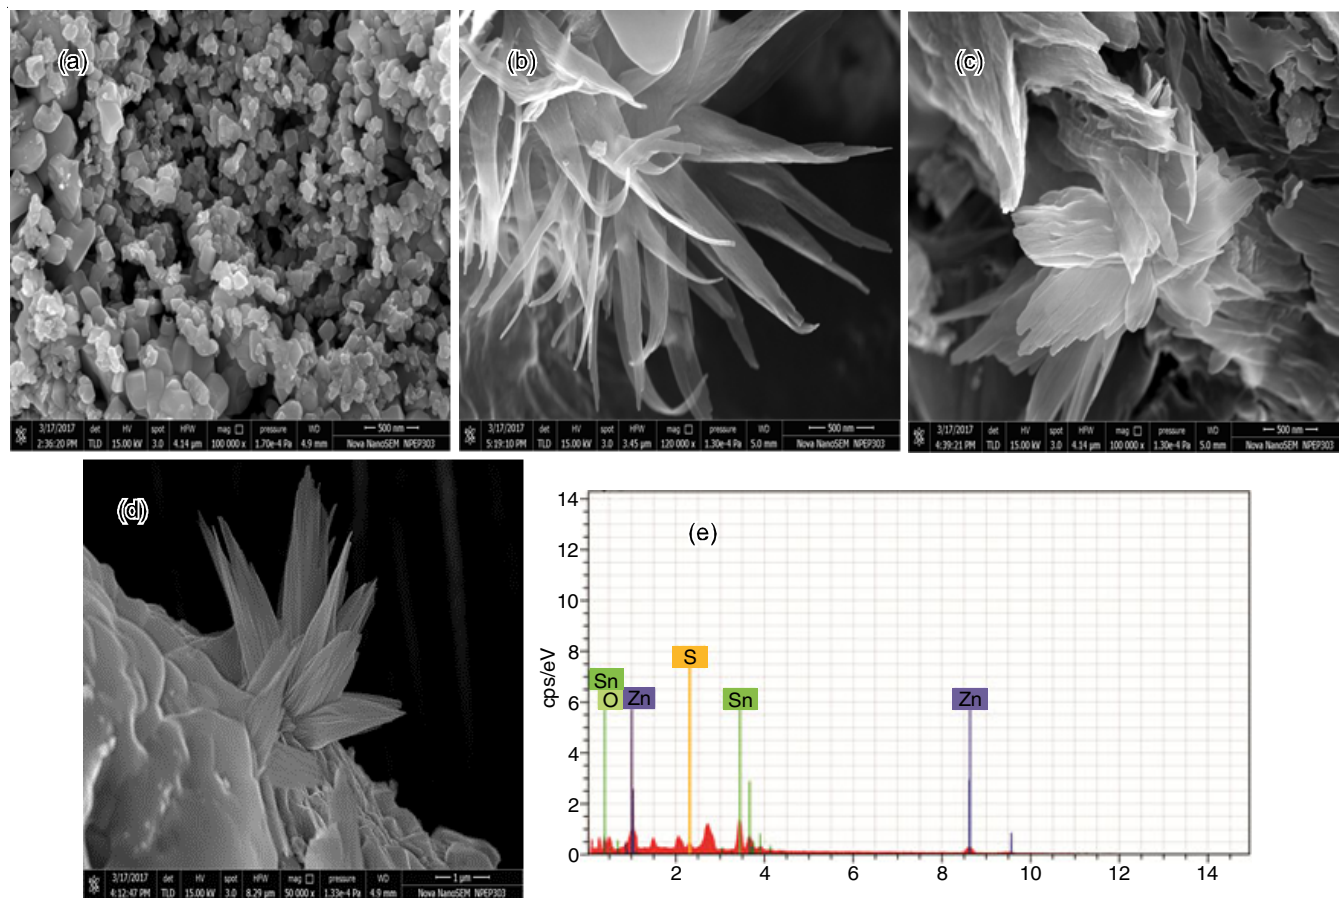 (a)
3/17/2017 det HV spot HFW mag pressure WD 500 nm
2:36:20 PM TLD 15.00 kV 3.0 4.14 µm 100 000 x 1.70e-4 Pa 4.9 mm Nova NanoSEM NPEP303
(b)
3/17/2017 det HV spot HFW mag pressure WD 500 nm
5:19:10 PM TLD 15.00 kV 3.0 3.45 µm 120 000 x 1.30e-4 Pa 5.0 mm Nova NanoSEM NPEP303
(c)
3/17/2017 det HV spot HFW mag pressure WD 500 nm
4:39:21 PM TLD 15.00 kV 3.0 4.14 µm 100 000 x 1.30e-4 Pa 5.0 mm Nova NanoSEM NPEP303
(d)
3/17/2017 det HV spot HFW mag pressure WD 1 µm
4:12:47 PM TLD 15.00 kV 3.0 8.29 µm 50 000 x 1.33e-4 Pa 4.9 mm Nova NanoSEM NPEP303
(e)
cps/eV
14
12
10
8
6
4
2
0
S
Sn
O Zn Sn Zn
2 4 6 8 10 12 14